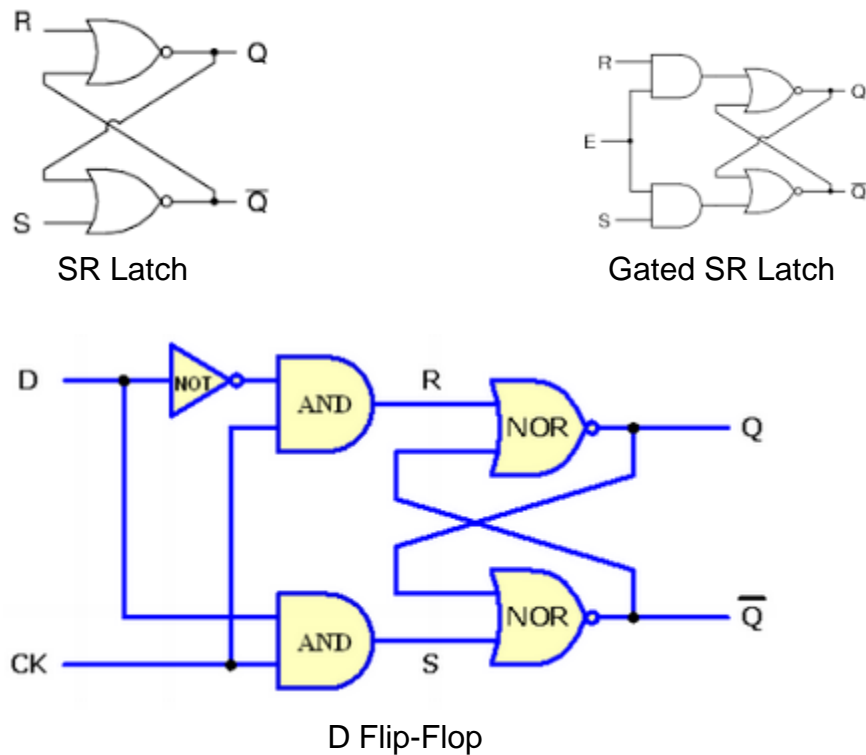 R
Q
Q̅
S
SR Latch
R
Q
E
Q̅
S
Gated SR Latch
D
NOT
AND
R
NOR
Q
AND
NOR
Q̅
CK
S
D Flip-Flop